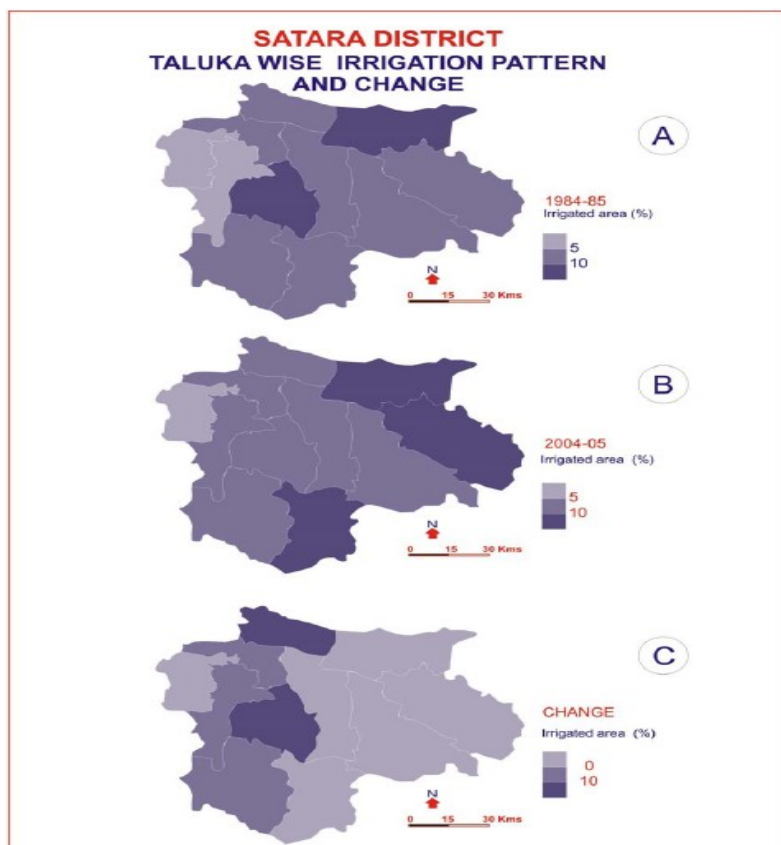 SATARA DISTRICT
TALUKA WISE IRRIGATION PATTERN
AND CHANGE
A
1984-85
Irrigated area (%)
5
10
N
0 15 30 Kms
B
2004-05
Irrigated area (%)
5
10
N
0 15 30 Kms
C
CHANGE
Irrigated area (%)
0
10
N
0 15 30 Kms